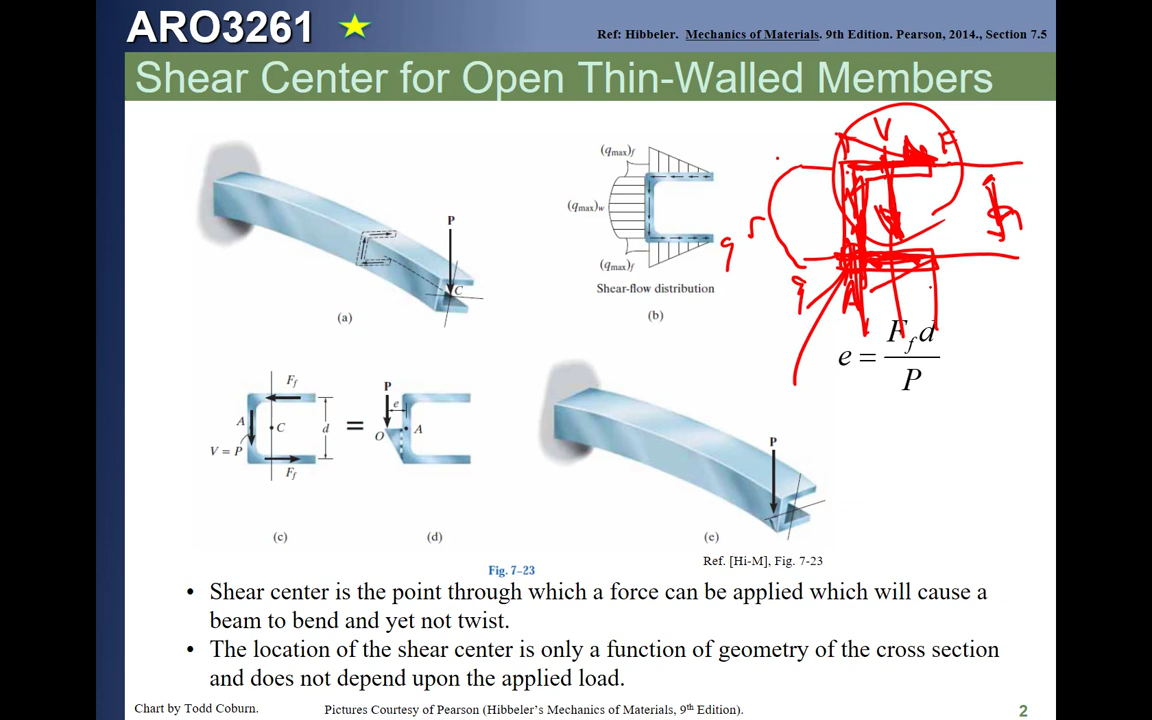 ARO3261
Ref: Hibbeler. Mechanics of Materials. 9th Edition. Pearson, 2014., Section 7.5
Shear Center for Open Thin-Walled Members
V
F
P
C
(a)
(qmax)f
(qmax)w
(qmax)f
q
q
Shear-flow distribution
(b)
e = Ff d / P
Ff
A
C
d
V = P
Ff
(c)
=
P
e
O
A
(d)
P
(e)
Ref. [Hi-M], Fig. 7-23
Fig. 7–23
• Shear center is the point through which a force can be applied which will cause a
beam to bend and yet not twist.
• The location of the shear center is only a function of geometry of the cross section
and does not depend upon the applied load.
Chart by Todd Coburn.
Pictures Courtesy of Pearson (Hibbeler's Mechanics of Materials, 9th Edition).
2